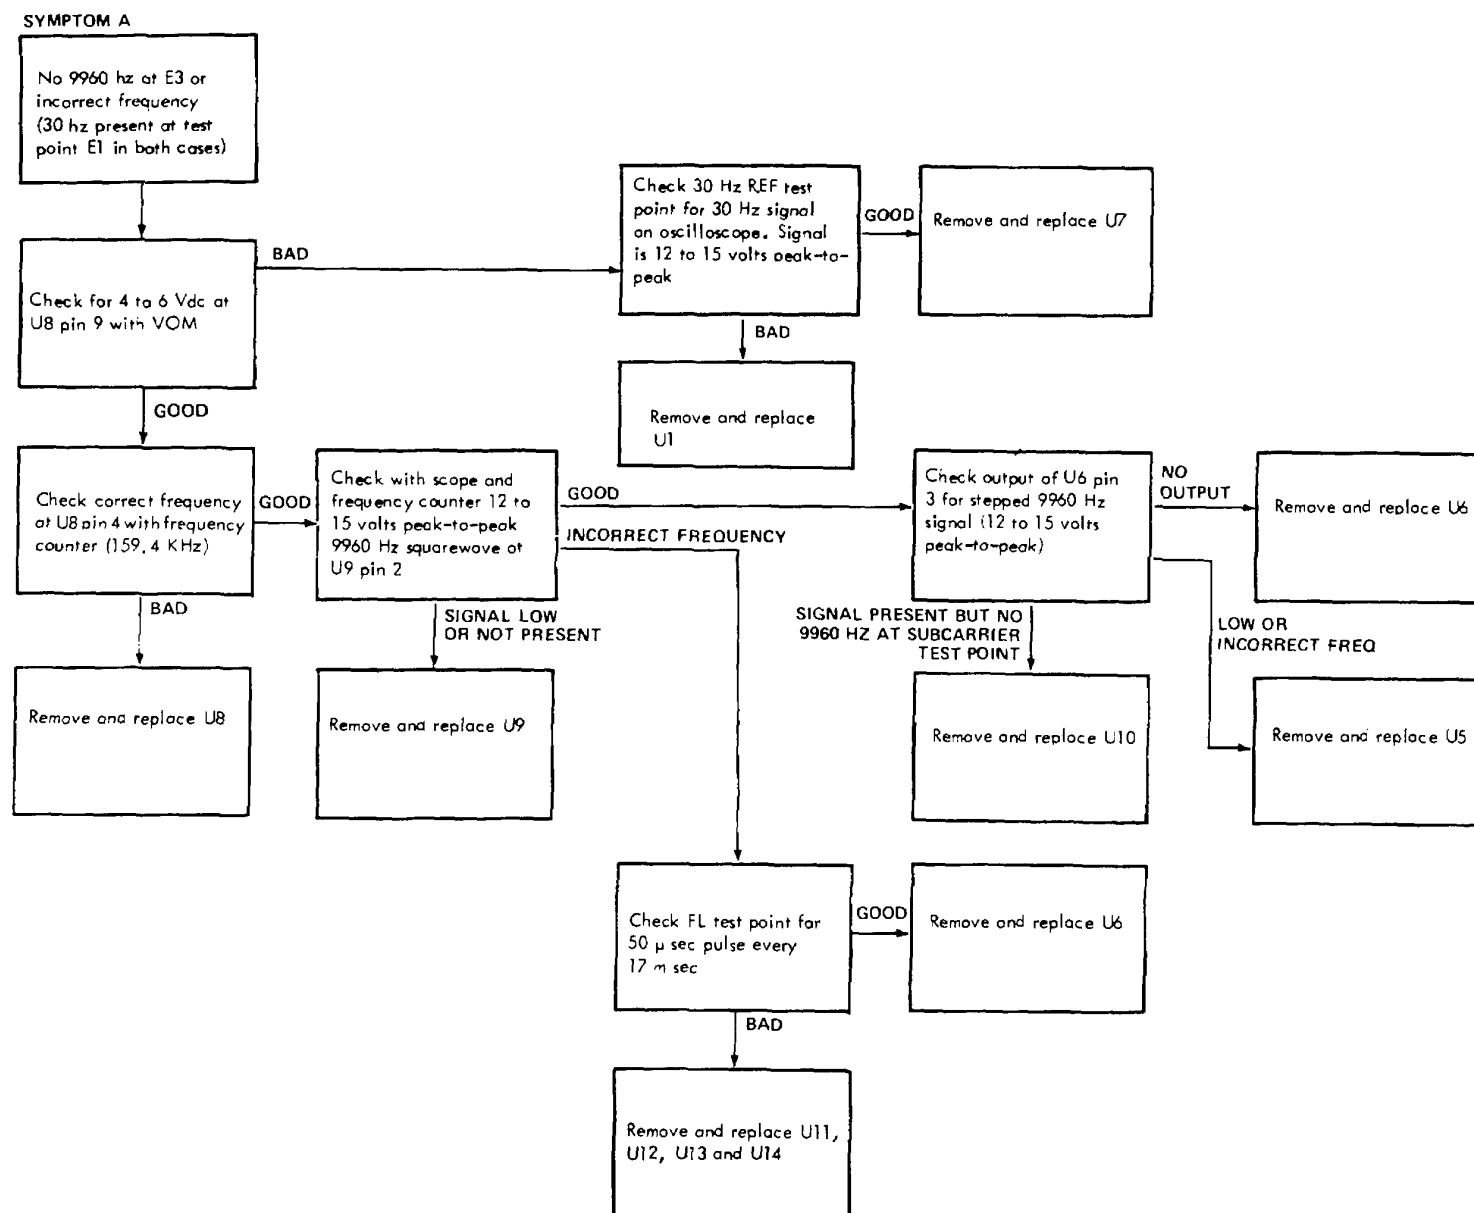 SYMPTOM A
No 9960 hz at E3 or
incorrect frequency
(30 hz present at test
point E1 in both cases)
Check for 4 to 6 Vdc at
U8 pin 9 with VOM
BAD
Check 30 Hz REF test
point for 30 Hz signal
on oscilloscope. Signal
is 12 to 15 volts peak-to-
peak
GOOD
Remove and replace U7
BAD
Remove and replace
U1
GOOD
Check correct frequency
at U8 pin 4 with frequency
counter (159.4 KHz)
GOOD
Check with scope and
frequency counter 12 to
15 volts peak-to-peak
9960 Hz squarewave at
U9 pin 2
GOOD
INCORRECT FREQUENCY
Check output of U6 pin
3 for stepped 9960 Hz
signal (12 to 15 volts
peak-to-peak)
NO
OUTPUT
Remove and replace U6
BAD
Remove and replace U8
SIGNAL LOW
OR NOT PRESENT
Remove and replace U9
SIGNAL PRESENT BUT NO
9960 HZ AT SUBCARRIER
TEST POINT
Remove and replace U10
LOW OR
INCORRECT FREQ
Remove and replace U5
Check FL test point for
50 μ sec pulse every
17 m sec
GOOD
Remove and replace U6
BAD
Remove and replace U11,
U12, U13 and U14